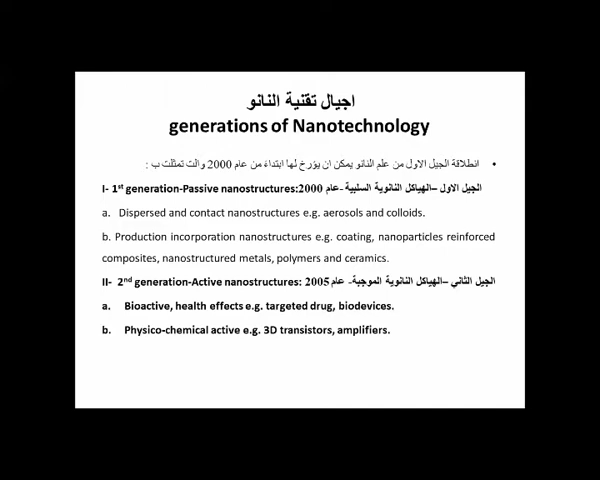 اجيال تقنية النانو
generations of Nanotechnology
• انطلاقة الجيل الاول من علم النانو يمكن ان يؤرخ لها ابتداءً من عام 2000 والت تمثلت ب :
I- 1st generation-Passive nanostructures:2000 الجيل الاول –الهياكل النانوية السلبية -عام
a. Dispersed and contact nanostructures e.g. aerosols and colloids.
b. Production incorporation nanostructures e.g. coating, nanoparticles reinforced
composites, nanostructured metals, polymers and ceramics.
II- 2nd generation-Active nanostructures: 2005 الجيل الثاني –الهياكل النانوية الموجبة- عام
a. Bioactive, health effects e.g. targeted drug, biodevices.
b. Physico-chemical active e.g. 3D transistors, amplifiers.